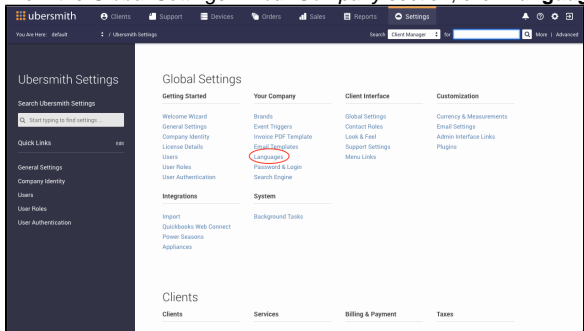 ubersmith Clients Support Devices Orders Sales Reports Settings
You Are Here: default / Ubersmith Settings Search Client Manager for More | Advanced
Ubersmith Settings
Search Ubersmith Settings
Start typing to find settings ...
Quick Links edit
General Settings
Company Identity
Users
User Roles
User Authentication
Global Settings
Getting Started Your Company Client Interface Customization
Welcome Wizard Brands Global Settings Currency & Measurements
General Settings Event Triggers Contact Roles Email Settings
Company Identity Invoice PDF Template Look & Feel Admin Interface Links
License Details Email Templates Support Settings Plugins
Users Languages Menu Links
User Roles Password & Login
User Authentication Search Engine
Integrations System
Import Background Tasks
Quickbooks Web Connect
Power Seasons
Appliances
Clients
Clients Services Billing & Payment Taxes